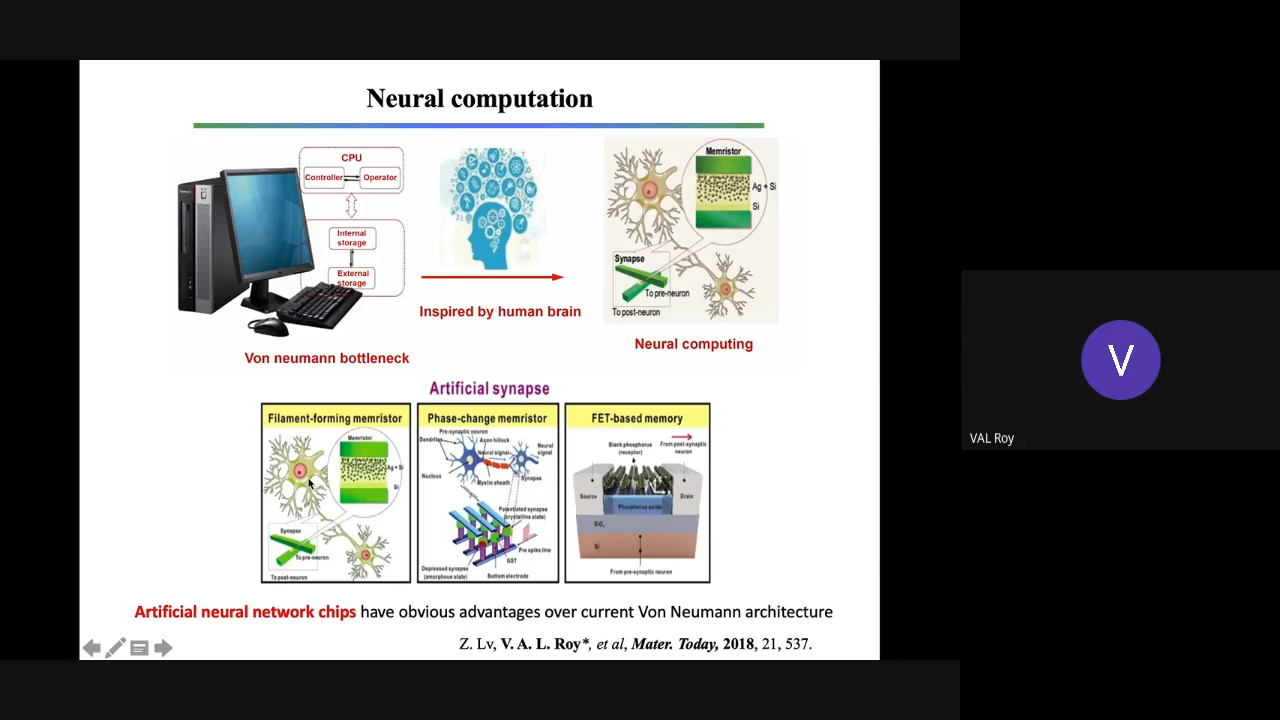 Neural computation
CPU
Controller
Operator
Internal
storage
External
storage
Von neumann bottleneck
Inspired by human brain
Memristor
Ag + Si
Si
Synapse
To pre-neuron
To post-neuron
Neural computing
Artificial synapse
Filament-forming memristor
Memristor
Ag + Si
Si
Synapse
To pre-neuron
To post-neuron
Phase-change memristor
Pre-synaptic neuron
Dendrites
Axon hillock
Neural
signal
Neural signal
Nucleus
Myelin sheath
Synapse
Potentiated synapse
(crystalline state)
Pre spike line
GST
Depressed synapse
(amorphous state)
Bottom electrode
FET-based memory
Black phosphorus
(receptor)
From post-synaptic
neuron
Source
Drain
Phosphorus oxide
SiO₂
Si
From pre-synaptic neuron
Artificial neural network chips have obvious advantages over current Von Neumann architecture
Z. Lv, V. A. L. Roy*, et al, Mater. Today, 2018, 21, 537.
V
VAL Roy